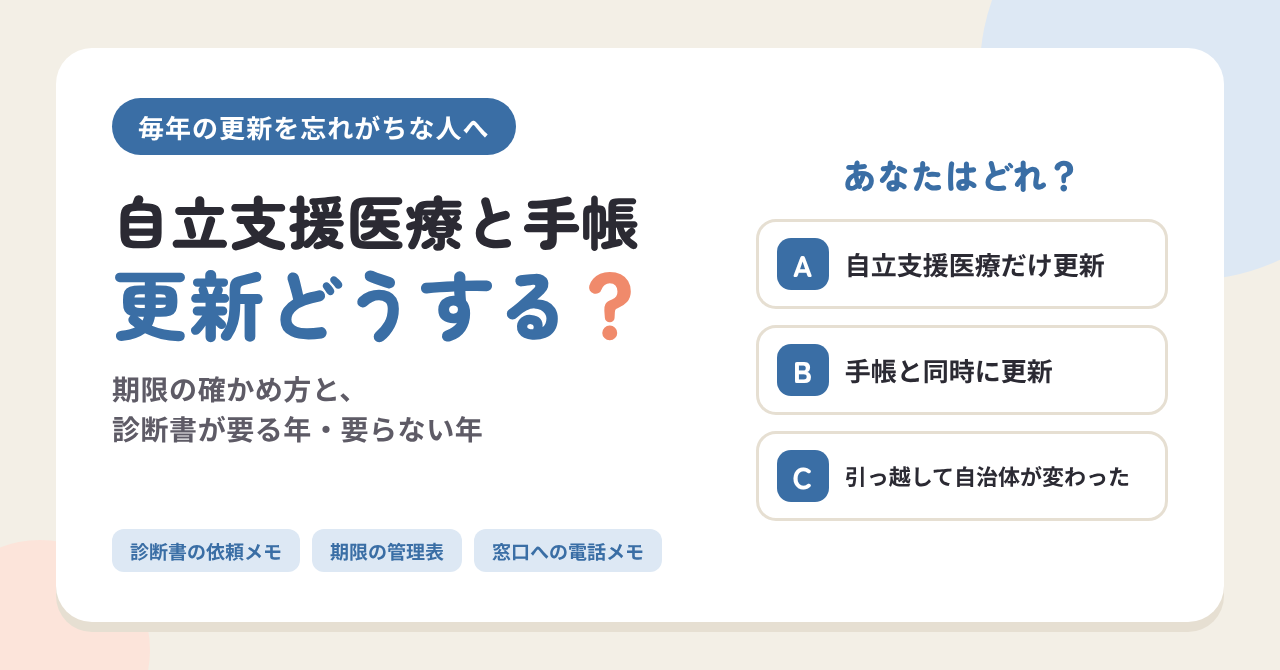 毎年の更新を忘れがちな人へ
自立支援医療と手帳
更新どうする？
期限の確かめ方と、
診断書が要る年・要らない年
診断書の依頼メモ
期限の管理表
窓口への電話メモ
あなたはどれ？
A 自立支援医療だけ更新
B 手帳と同時に更新
C 引っ越して自治体が変わった